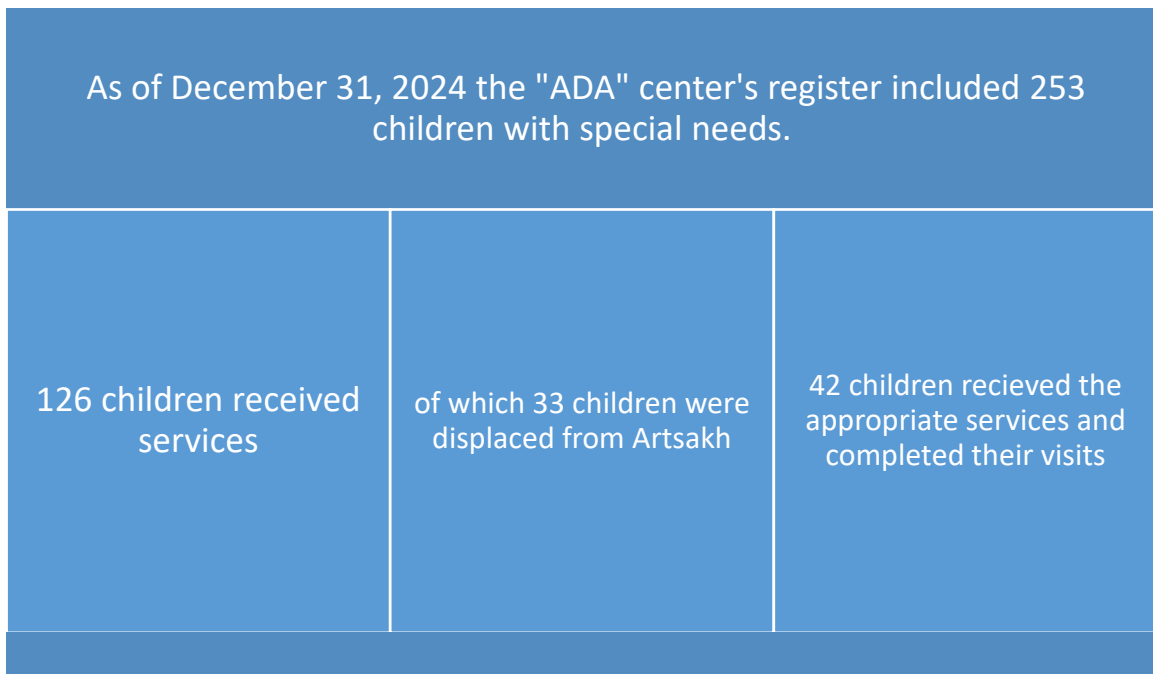 As of December 31, 2024 the "ADA" center's register included 253
children with special needs.
126 children received
services
of which 33 children were
displaced from Artsakh
42 children recieved the
appropriate services and
completed their visits